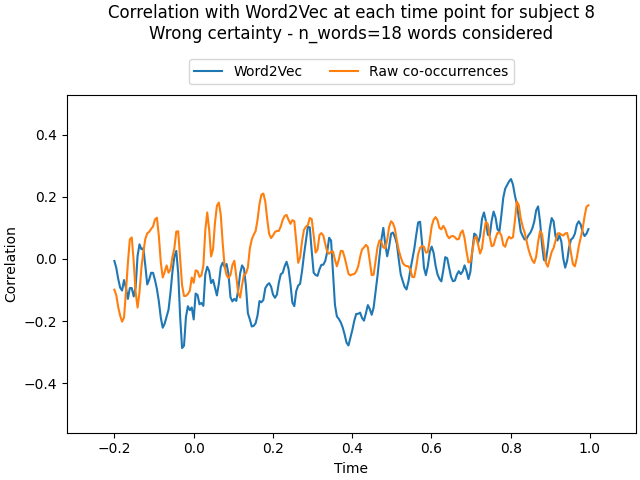 Correlation with Word2Vec at each time point for subject 8
Wrong certainty - n_words=18 words considered
Word2Vec
Raw co-occurrences
0.4
0.2
0.0
−0.2
−0.4
Correlation
−0.2
0.0
0.2
0.4
0.6
0.8
1.0
Time